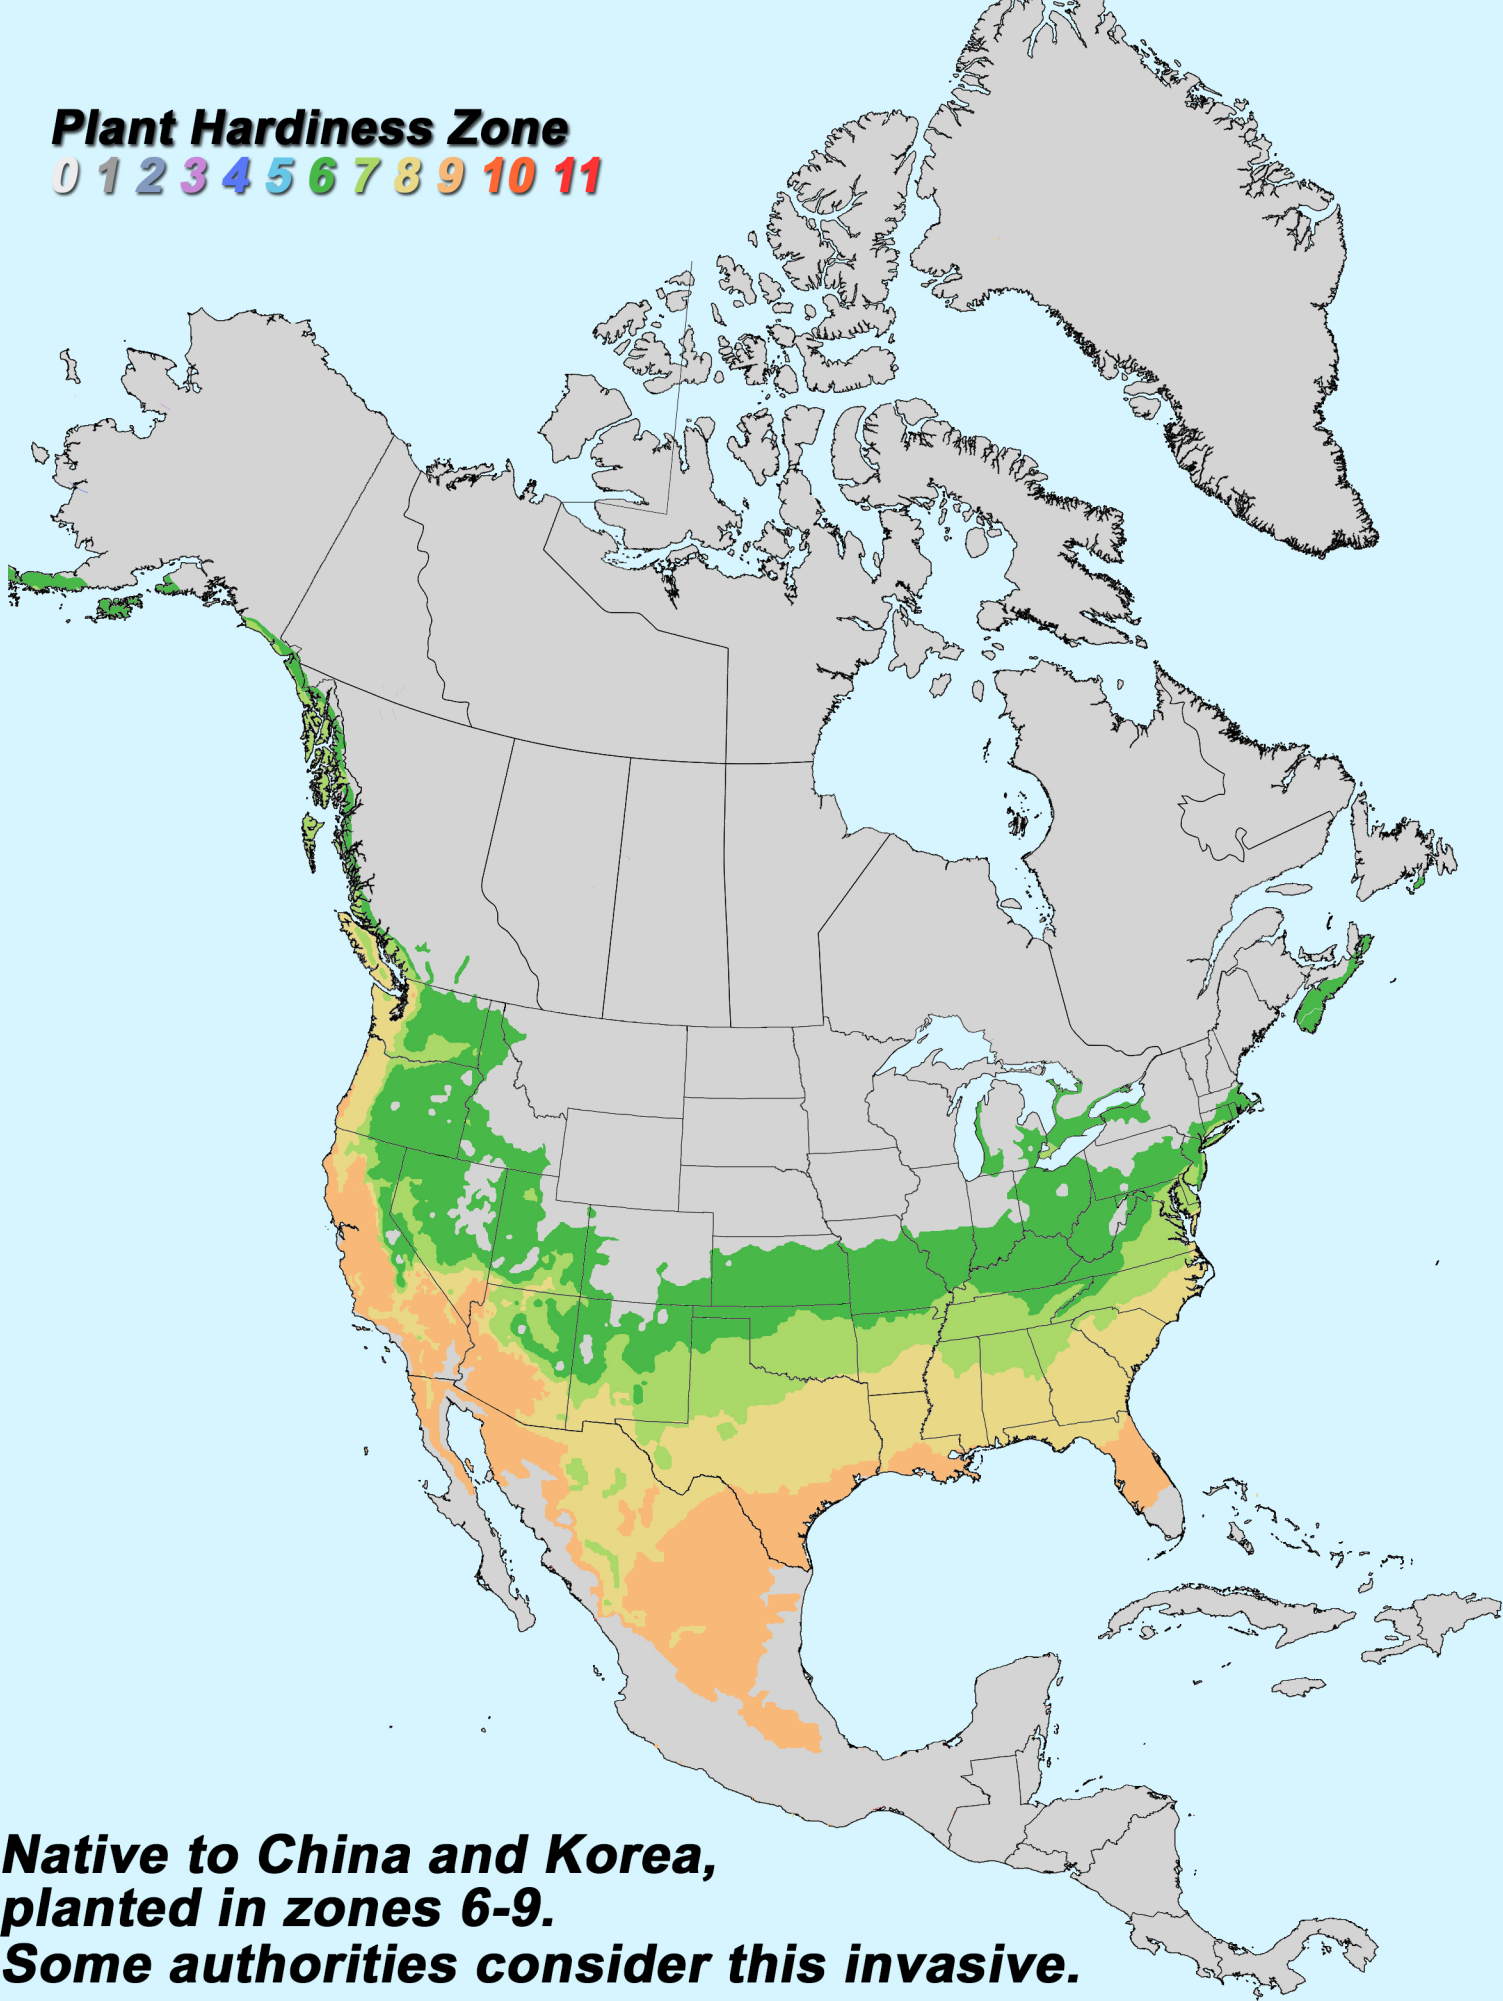 Plant Hardiness Zone
0 1 2 3 4 5 6 7 8 9 10 11
Native to China and Korea,
planted in zones 6-9.
Some authorities consider this invasive.